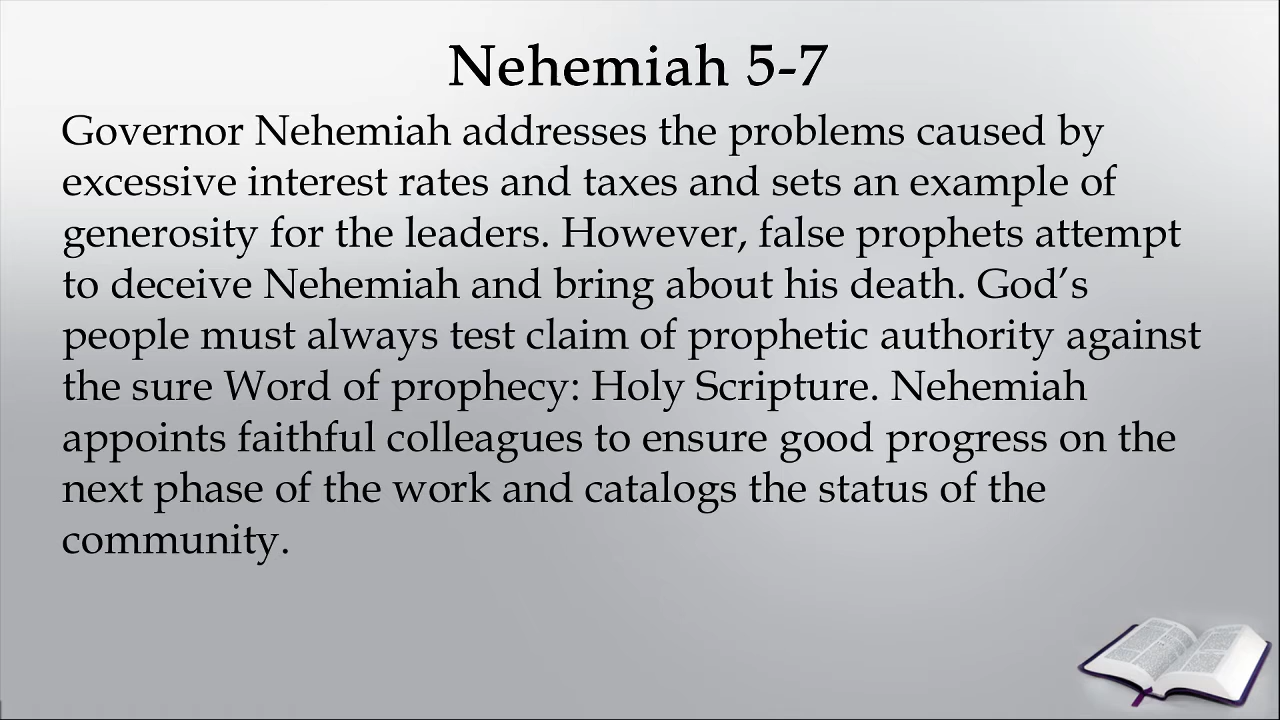 Nehemiah 5-7
Governor Nehemiah addresses the problems caused by
excessive interest rates and taxes and sets an example of
generosity for the leaders. However, false prophets attempt
to deceive Nehemiah and bring about his death. God’s
people must always test claim of prophetic authority against
the sure Word of prophecy: Holy Scripture. Nehemiah
appoints faithful colleagues to ensure good progress on the
next phase of the work and catalogs the status of the
community.